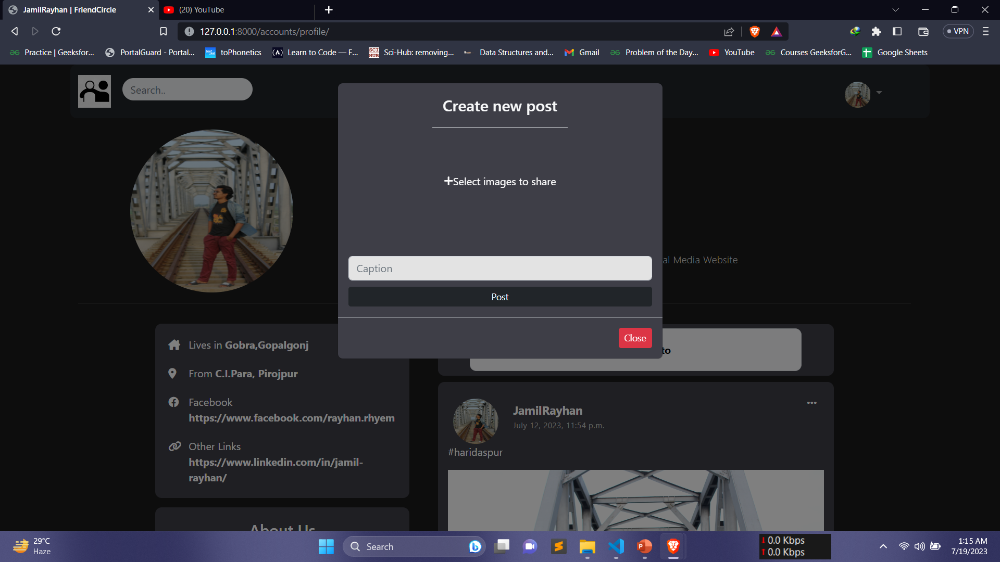 JamilRayhan | FriendCircle
(20) YouTube
127.0.0.1:8000/accounts/profile/
VPN
Practice | Geeksfor...
PortalGuard - Portal...
toPhonetics
Learn to Code — F...
Sci-Hub: removing...
Data Structures and...
Gmail
Problem of the Day...
YouTube
Courses GeeksforG...
Google Sheets
Search..
Create new post
+Select images to share
Caption
Post
Close
al Media Website
to
Lives in Gobra,Gopalgonj
From C.I.Para, Pirojpur
Facebook
https://www.facebook.com/rayhan.rhyem
Other Links
https://www.linkedin.com/in/jamil-
rayhan/
About Us
JamilRayhan
July 12, 2023, 11:54 p.m.
#haridaspur
29°C
Haze
Search
0.0 Kbps
0.0 Kbps
1:15 AM
7/19/2023